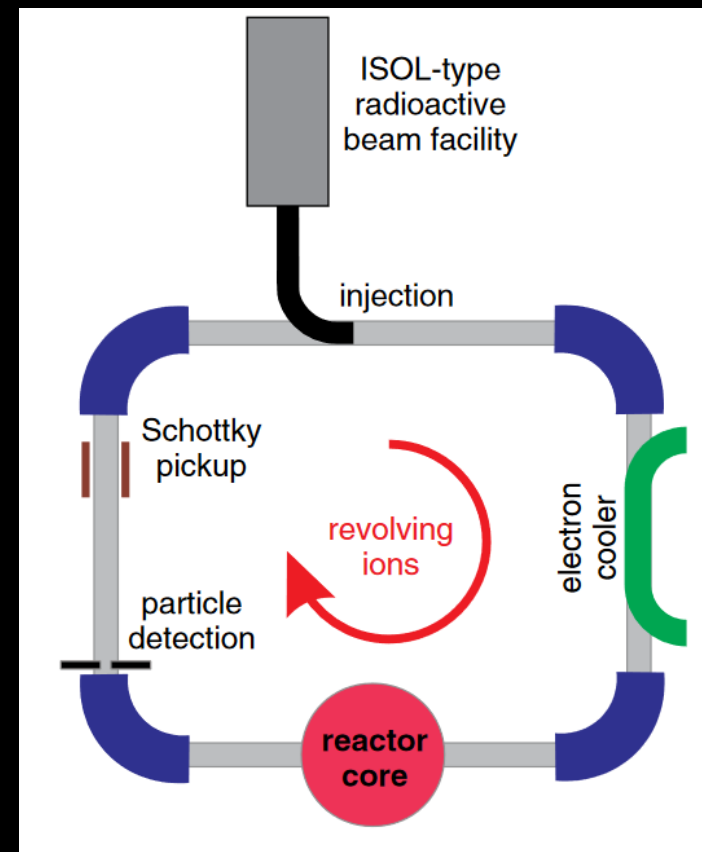 ISOL-type
radioactive
beam facility
injection
Schottky
pickup
revolving
ions
electron
cooler
particle
detection
reactor
core